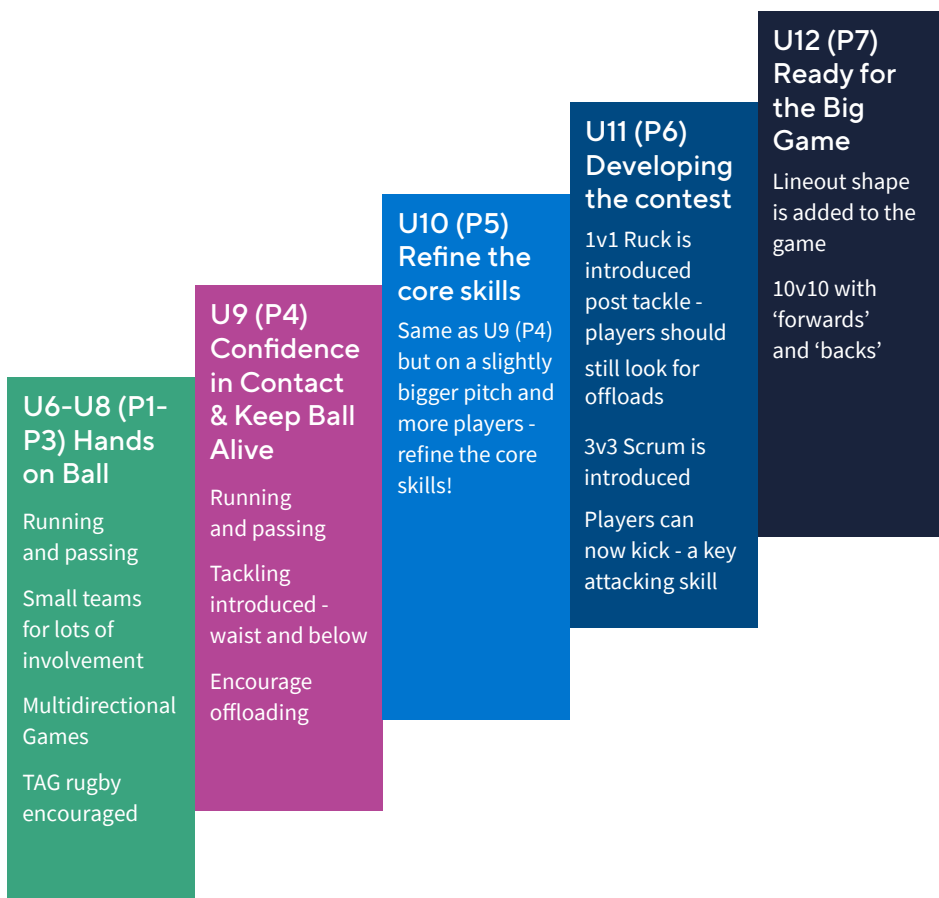 U6-U8 (P1-
P3) Hands
on Ball
Running
and passing
Small teams
for lots of
involvement
Multidirectional
Games
TAG rugby
encouraged
U9 (P4)
Confidence
in Contact
& Keep Ball
Alive
Running
and passing
Tackling
introduced -
waist and below
Encourage
offloading
U10 (P5)
Refine the
core skills
Same as U9 (P4)
but on a slightly
bigger pitch and
more players -
refine the core
skills!
U11 (P6)
Developing
the contest
1v1 Ruck is
introduced
post tackle -
players should
still look for
offloads
3v3 Scrum is
introduced
Players can
now kick - a key
attacking skill
U12 (P7)
Ready for
the Big
Game
Lineout shape
is added to the
game
10v10 with
‘forwards’
and ‘backs’